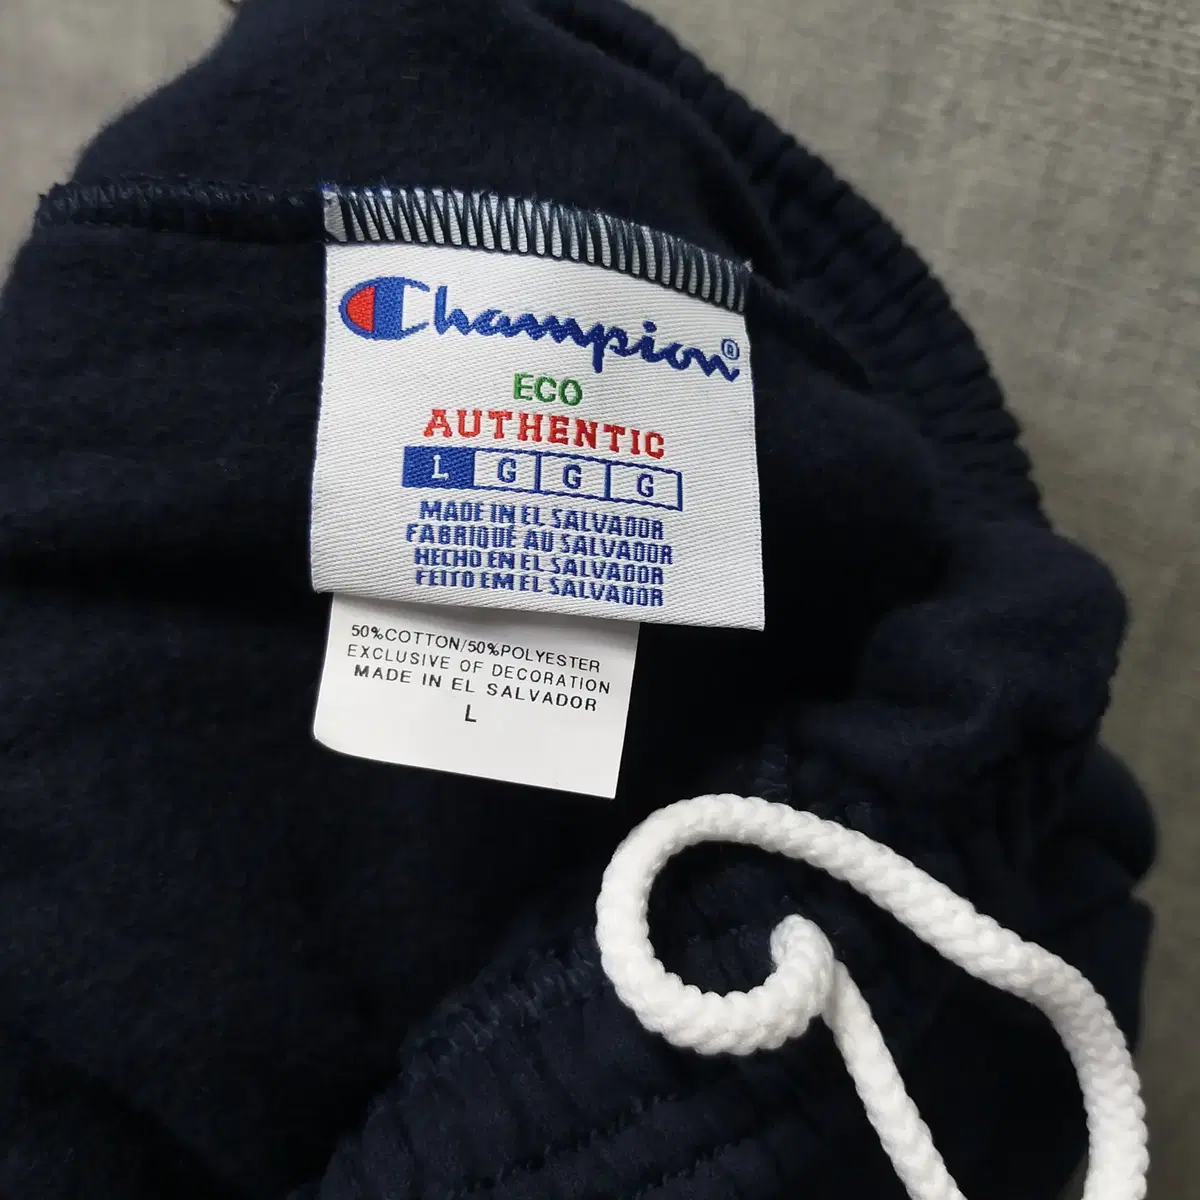 Champion®
ECO
AUTHENTIC
L G G G
MADE IN EL SALVADOR
FABRIQUÉ AU SALVADOR
HECHO EN EL SALVADOR
FEITO EM EL SALVADOR
50%COTTON/50%POLYESTER
EXCLUSIVE OF DECORATION
MADE IN EL SALVADOR
L